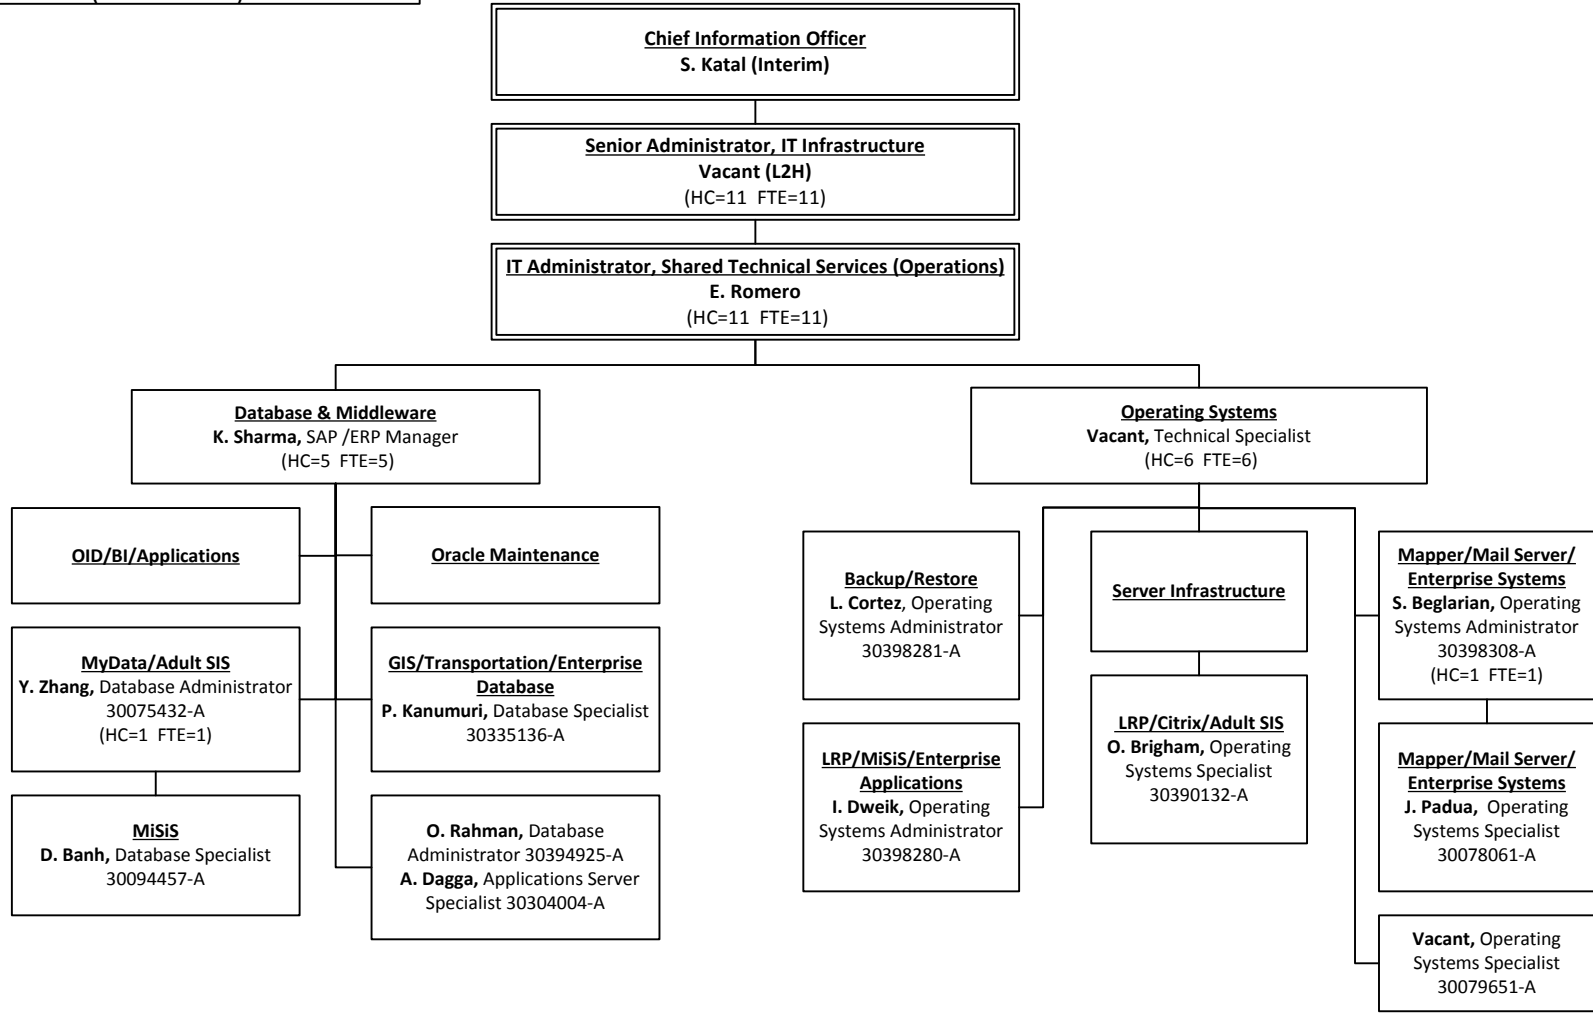 Chief Information Officer
S. Katal (Interim)
Senior Administrator, IT Infrastructure
Vacant (L2H)
(HC=11 FTE=11)
IT Administrator, Shared Technical Services (Operations)
E. Romero
(HC=11 FTE=11)
Database & Middleware
K. Sharma, SAP /ERP Manager
(HC=5 FTE=5)
Operating Systems
Vacant, Technical Specialist
(HC=6 FTE=6)
OID/BI/Applications
Oracle Maintenance
MyData/Adult SIS
Y. Zhang, Database Administrator
30075432-A
(HC=1 FTE=1)
GIS/Transportation/Enterprise
Database
P. Kanumuri, Database Specialist
30335136-A
MiSiS
D. Banh, Database Specialist
30094457-A
O. Rahman, Database
Administrator 30394925-A
A. Dagga, Applications Server
Specialist 30304004-A
Backup/Restore
L. Cortez, Operating
Systems Administrator
30398281-A
Server Infrastructure
Mapper/Mail Server/
Enterprise Systems
S. Beglarian, Operating
Systems Administrator
30398308-A
(HC=1 FTE=1)
LRP/MiSiS/Enterprise
Applications
I. Dweik, Operating
Systems Administrator
30398280-A
LRP/Citrix/Adult SIS
O. Brigham, Operating
Systems Specialist
30390132-A
Mapper/Mail Server/
Enterprise Systems
J. Padua, Operating
Systems Specialist
30078061-A
Vacant, Operating
Systems Specialist
30079651-A